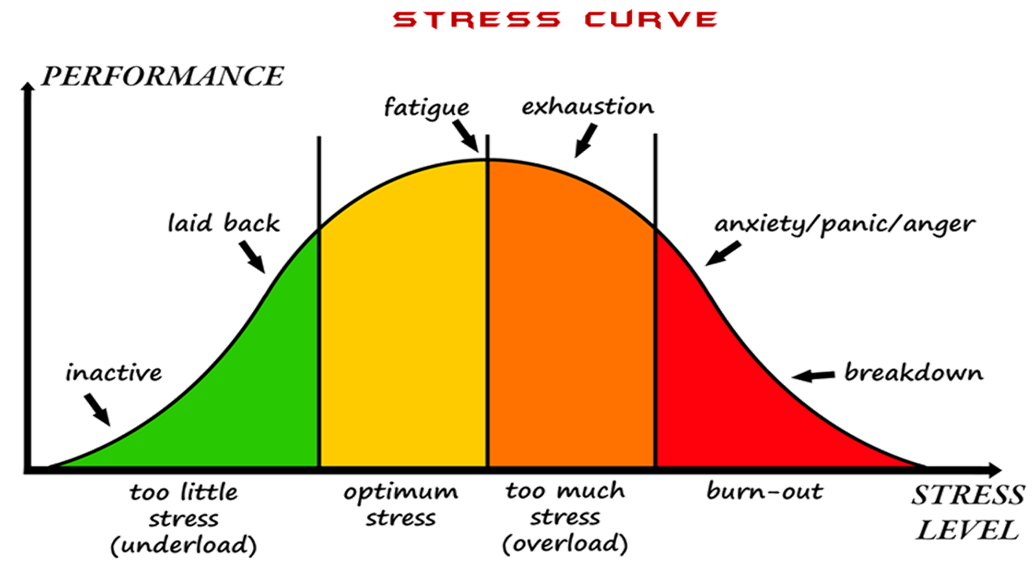 STRESS CURVE
PERFORMANCE
fatigue
exhaustion
laid back
anxiety/panic/anger
inactive
breakdown
too little
stress
(underload)
optimum
stress
too much
stress
(overload)
burn-out
STRESS
LEVEL